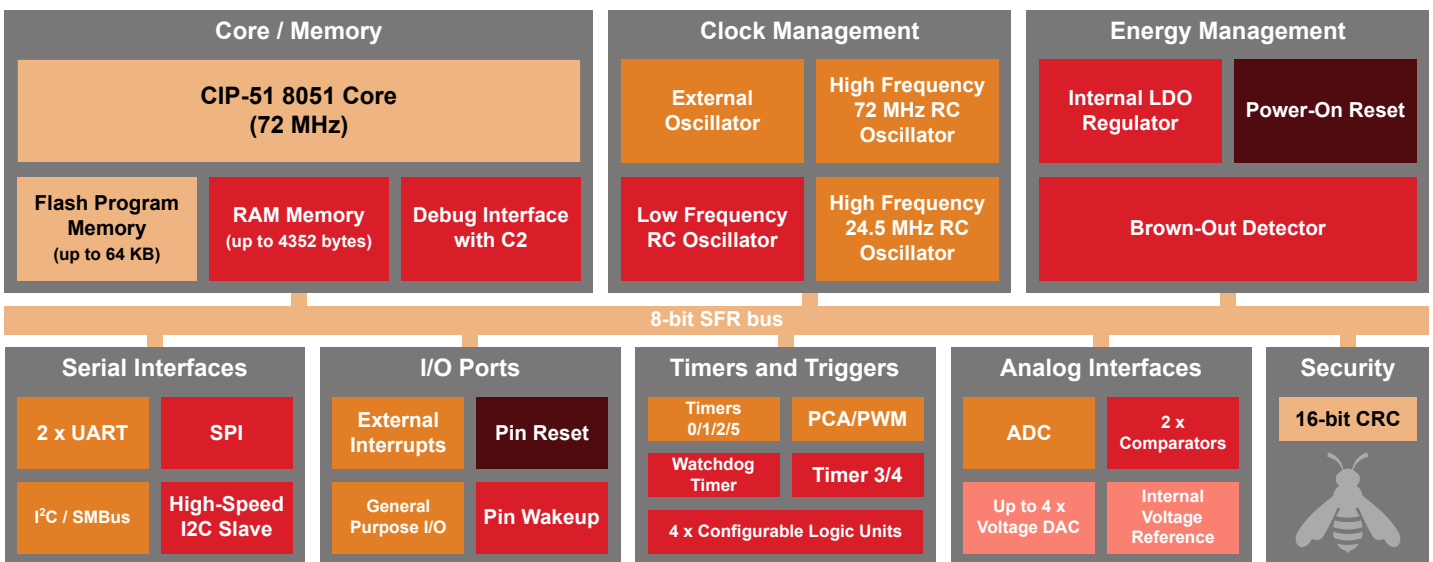 Core / Memory
CIP-51 8051 Core
(72 MHz)
Flash Program
Memory
(up to 64 KB)
RAM Memory
(up to 4352 bytes)
Debug Interface
with C2
Clock Management
External
Oscillator
High Frequency
72 MHz RC
Oscillator
Low Frequency
RC Oscillator
High Frequency
24.5 MHz RC
Oscillator
Energy Management
Internal LDO
Regulator
Power-On Reset
Brown-Out Detector
8-bit SFR bus
Serial Interfaces
2 x UART
SPI
I²C / SMBus
High-Speed
I2C Slave
I/O Ports
External
Interrupts
Pin Reset
General
Purpose I/O
Pin Wakeup
Timers and Triggers
Timers
0/1/2/5
PCA/PWM
Watchdog
Timer
Timer 3/4
4 x Configurable Logic Units
Analog Interfaces
ADC
2 x
Comparators
Up to 4 x
Voltage DAC
Internal
Voltage
Reference
Security
16-bit CRC